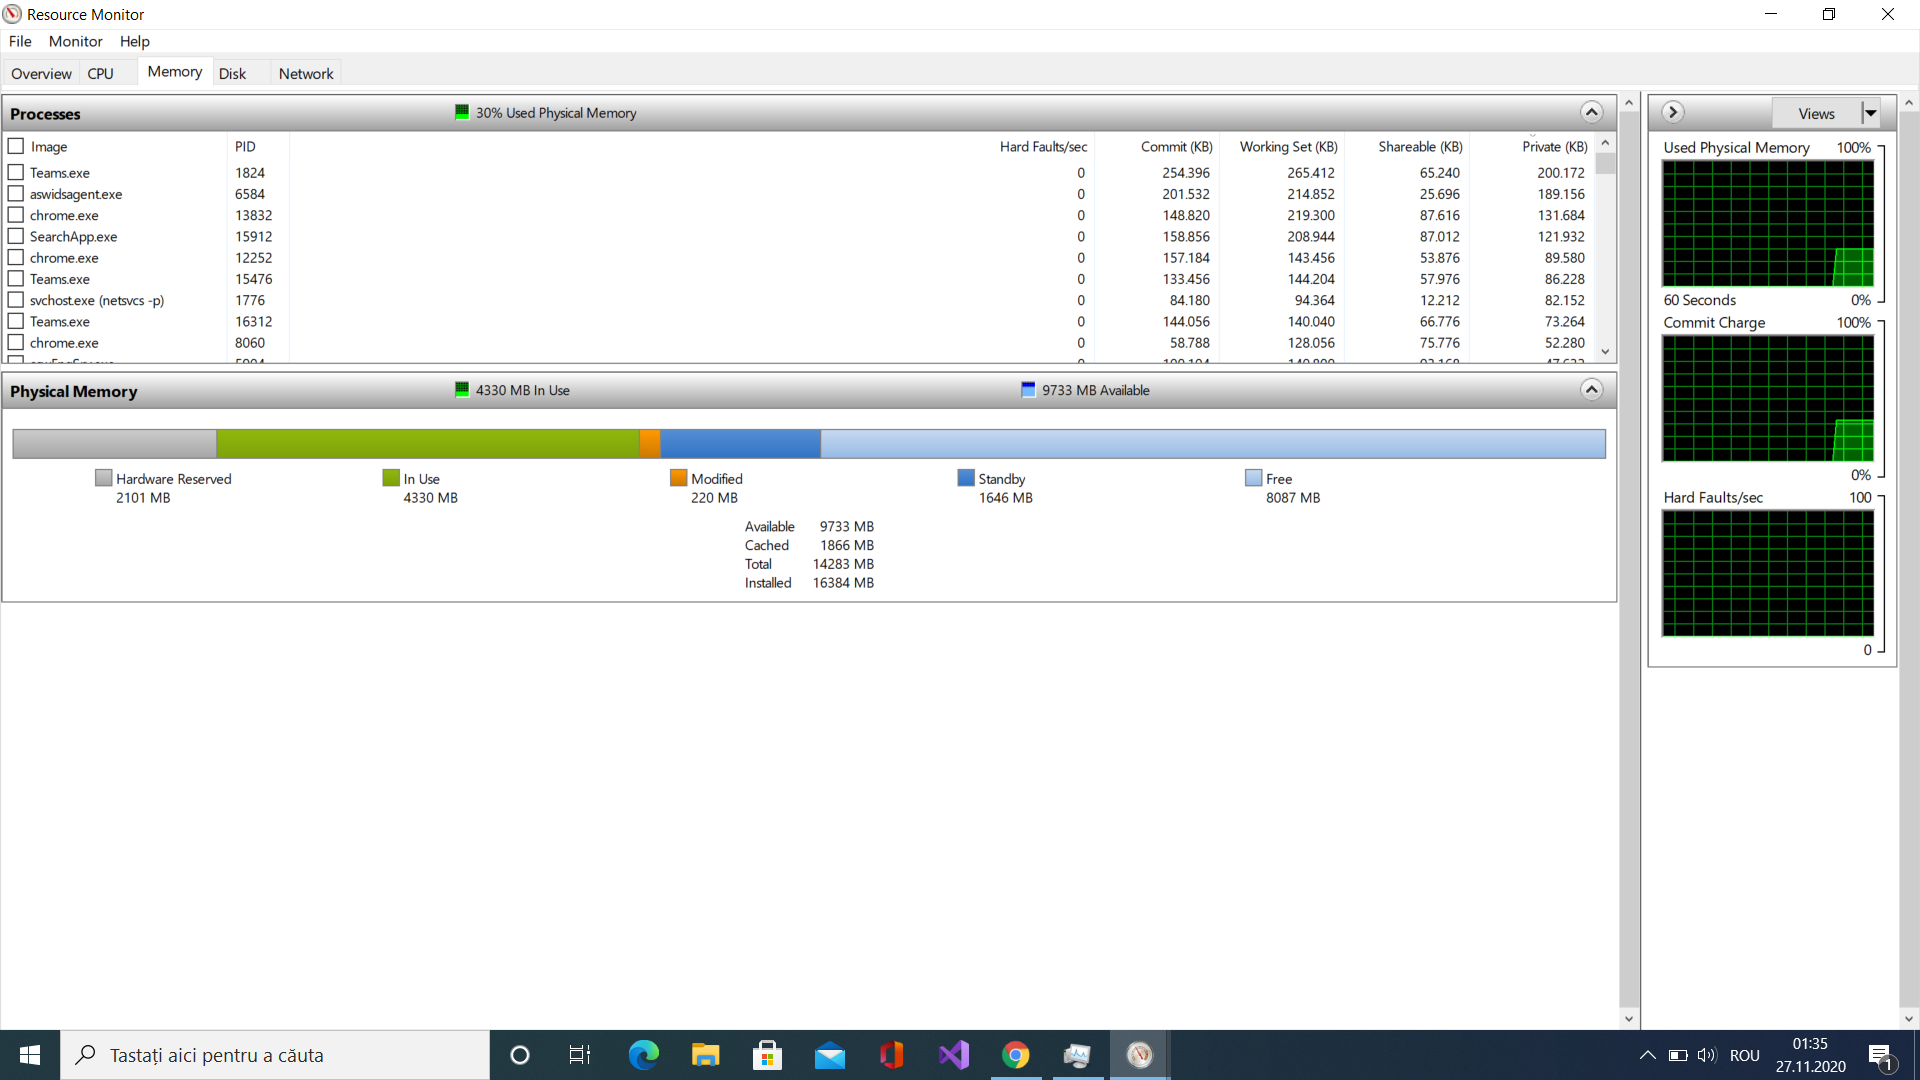 Resource Monitor
File Monitor Help
Overview CPU Memory Disk Network
Processes 30% Used Physical Memory
Image PID Hard Faults/sec Commit (KB) Working Set (KB) Shareable (KB) Private (KB)
Teams.exe 1824 0 254.396 265.412 65.240 200.172
aswidsagent.exe 6584 0 201.532 214.852 25.696 189.156
chrome.exe 13832 0 148.820 219.300 87.616 131.684
SearchApp.exe 15912 0 158.856 208.944 87.012 121.932
chrome.exe 12252 0 157.184 143.456 53.876 89.580
Teams.exe 15476 0 133.456 144.204 57.976 86.228
svchost.exe (netsvcs -p) 1776 0 84.180 94.364 12.212 82.152
Teams.exe 16312 0 144.056 140.040 66.776 73.264
chrome.exe 8060 0 58.788 128.056 75.776 52.280
Physical Memory 4330 MB In Use 9733 MB Available
Hardware Reserved
2101 MB
In Use
4330 MB
Modified
220 MB
Standby
1646 MB
Free
8087 MB
Available 9733 MB
Cached 1866 MB
Total 14283 MB
Installed 16384 MB
Views
Used Physical Memory 100%
60 Seconds 0%
Commit Charge 100%
0%
Hard Faults/sec 100
0
Tastați aici pentru a căuta
ROU
01:35
27.11.2020
1